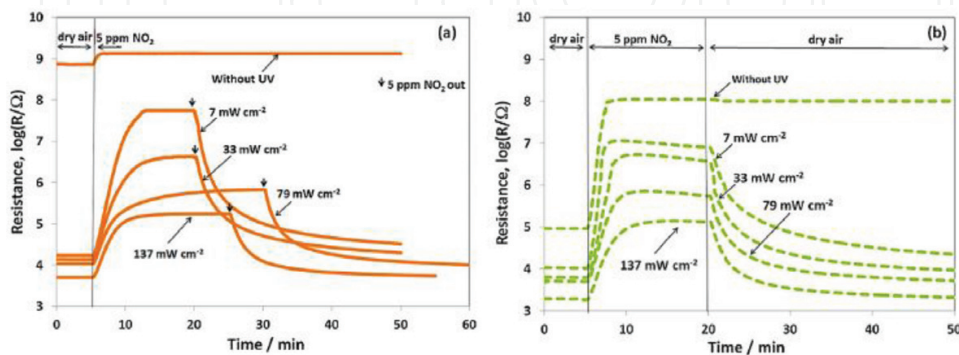 (a)
dry air
5 ppm NO₂
Without UV
↓ 5 ppm NO₂ out
7 mW cm⁻²
33 mW cm⁻²
79 mW cm⁻²
137 mW cm⁻²
Resistance, log(R/Ω)
10
9
8
7
6
5
4
3
0
10
20
30
40
50
60
Time / min
(b)
dry air
5 ppm NO₂
dry air
Without UV
7 mW cm⁻²
33 mW cm⁻²
79 mW cm⁻²
137 mW cm⁻²
Resistance, log(R/Ω)
10
9
8
7
6
5
4
3
0
10
20
30
40
50
Time / min